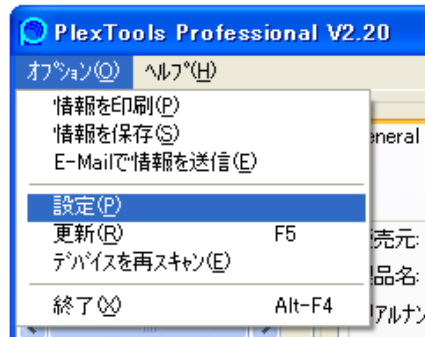 PlexTools Professional V2.20
ｵﾌﾟｼｮﾝ(O) ﾍﾙﾌﾟ(H)
情報を印刷(P)
情報を保存(S)
E-Mailで情報を送信(E)
eneral
設定(P)
更新(R) F5
売元:
ﾃﾞﾊﾞｲｽを再ｽｷｬﾝ(E)
品名:
終了(X) Alt-F4
ﾘｱﾙﾅﾝ